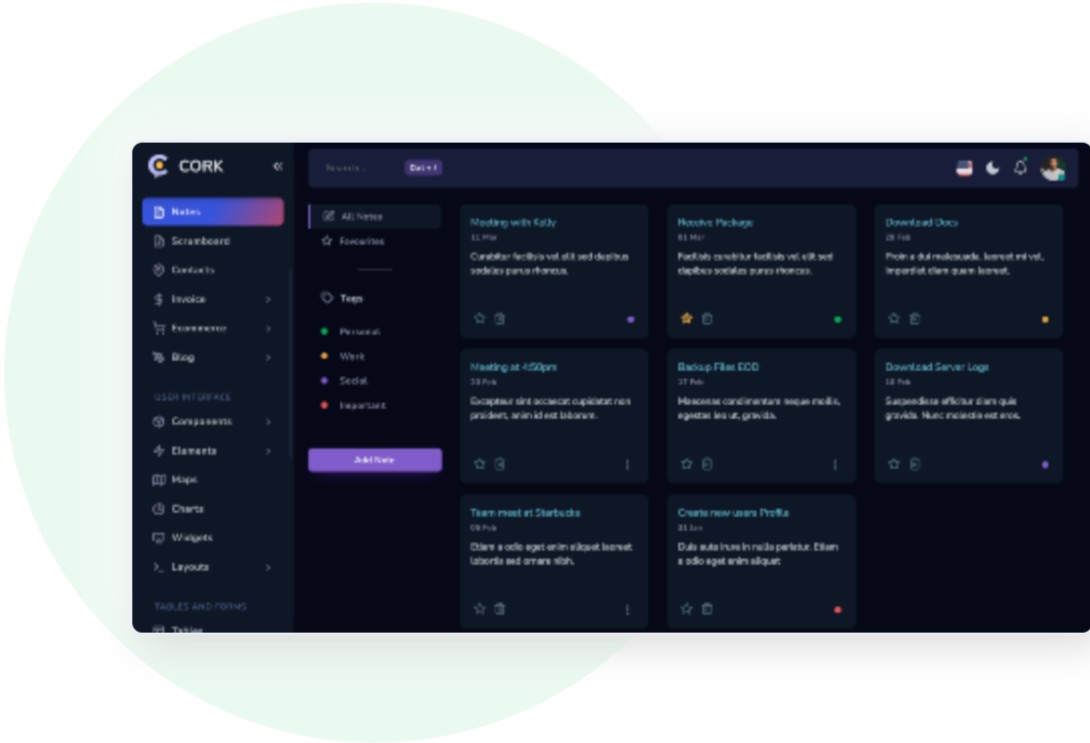 CORK
Search...
Ctrl + /
Notes
Scrumboard
Contacts
Invoice
Ecommerce
Blog
USER INTERFACE
Components
Elements
Maps
Charts
Widgets
Layouts
TABLES AND FORMS
Tables
All Notes
Favourites
Tags
Personal
Work
Social
Important
Add Note
Meeting with Kelly
11 Mar
Curabitur facilisis vel elit sed dapibus
sodales purus rhoncus.
Receive Package
01 Mar
Facilisis curabitur facilisis vel elit sed
dapibus sodales purus rhoncus.
Download Docs
28 Feb
Proin a dui malesuada, laoreet mi vel,
imperdiet diam quam laoreet.
Meeting at 4:50pm
Feb
Excepteur sint occaecat cupidatat non
proident, anim id est laborum.
Backup Files EOD
17 Feb
Maecenas condimentum neque mollis,
egestas leo ut, gravida.
Download Server Logs
Feb
Suspendisse efficitur diam quis
gravida. Nunc molestie est eros.
Team meet at Starbucks
Feb
Etiam a odio eget enim aliquet laoreet
lobortis sed ornare nibh.
Create new users Profile
Jan
Duis aute irure in nulla pariatur. Etiam
a odio eget enim aliquet